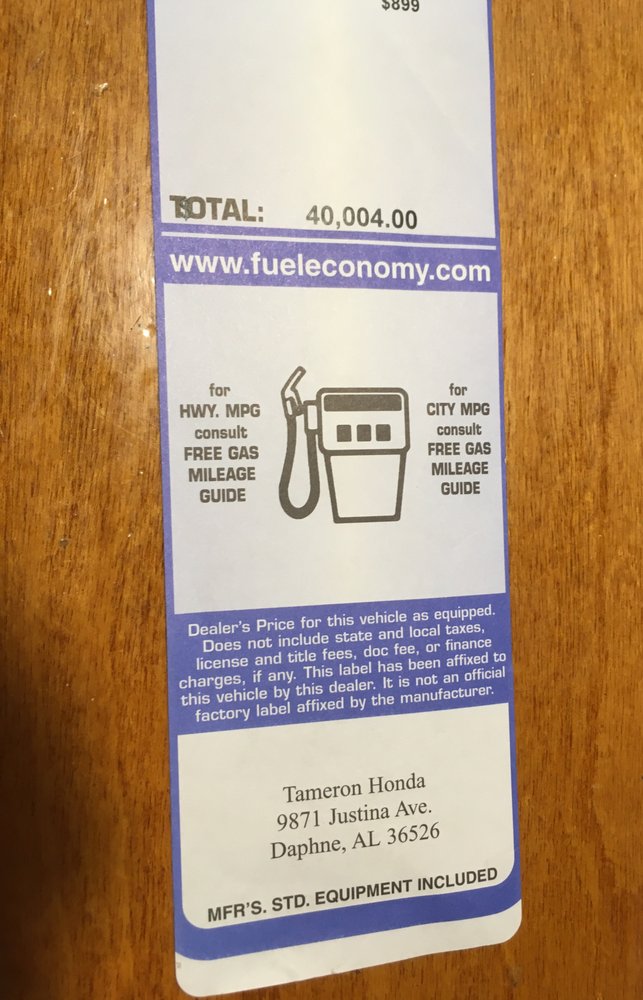 $899
TOTAL: 40,004.00
www.fueleconomy.com
for
HWY. MPG
consult
FREE GAS
MILEAGE
GUIDE
for
CITY MPG
consult
FREE GAS
MILEAGE
GUIDE
Dealer's Price for this vehicle as equipped.
Does not include state and local taxes,
license and title fees, doc fee, or finance
charges, if any. This label has been affixed to
this vehicle by this dealer. It is not an official
factory label affixed by the manufacturer.
Tameron Honda
9871 Justina Ave.
Daphne, AL 36526
MFR'S. STD. EQUIPMENT INCLUDED